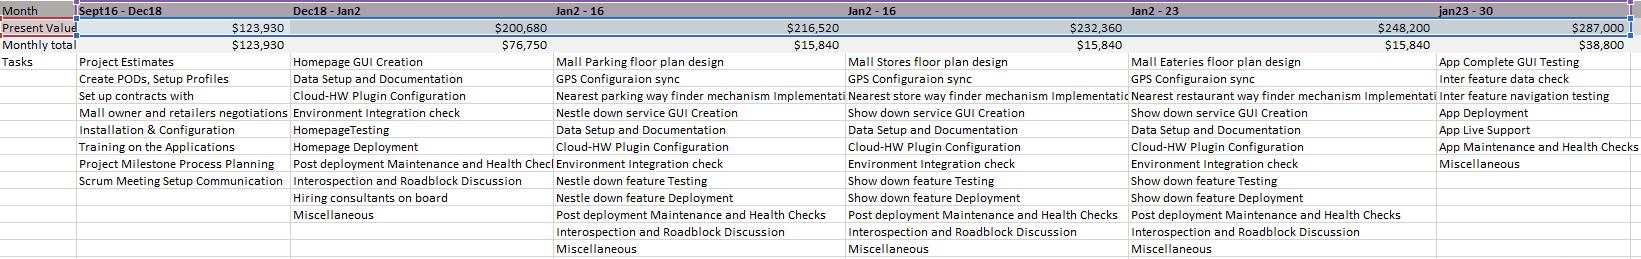 Month Sept16 - Dec18 Dec18 - Jan2 Jan2 - 16 Jan2 - 16 Jan2 - 23 jan23 - 30
Present Value $123,930 $200,680 $216,520 $232,360 $248,200 $287,000
Monthly total $123,930 $76,750 $15,840 $15,840 $15,840 $38,800
Tasks Project Estimates Homepage GUI Creation Mall Parking floor plan design Mall Stores floor plan design Mall Eateries floor plan design App Complete GUI Testing
Create PODs, Setup Profiles Data Setup and Documentation GPS Configuraion sync GPS Configuraion sync GPS Configuraion sync Inter feature data check
Set up contracts with Cloud-HW Plugin Configuration Nearest parking way finder mechanism Implementati Nearest store way finder mechanism Implementatic Nearest restaurant way finder mechanism Implementati Inter feature navigation testing
Mall owner and retailers negotiations Environment Integration check Nestle down service GUI Creation Show down service GUI Creation Show down service GUI Creation App Deployment
Installation & Configuration HomepageTesting Data Setup and Documentation Data Setup and Documentation Data Setup and Documentation App Live Support
Training on the Applications Homepage Deployment Cloud-HW Plugin Configuration Cloud-HW Plugin Configuration Cloud-HW Plugin Configuration App Maintenance and Health Checks
Project Milestone Process Planning Post deployment Maintenance and Health Checl Environment Integration check Environment Integration check Environment Integration check Miscellaneous
Scrum Meeting Setup Communication Interospection and Roadblock Discussion Nestle down feature Testing Show down feature Testing Show down feature Testing
Hiring consultants on board Nestle down feature Deployment Show down feature Deployment Show down feature Deployment
Miscellaneous Post deployment Maintenance and Health Checks Post deployment Maintenance and Health Checks Post deployment Maintenance and Health Checks
Interospection and Roadblock Discussion Interospection and Roadblock Discussion Interospection and Roadblock Discussion
Miscellaneous Miscellaneous Miscellaneous